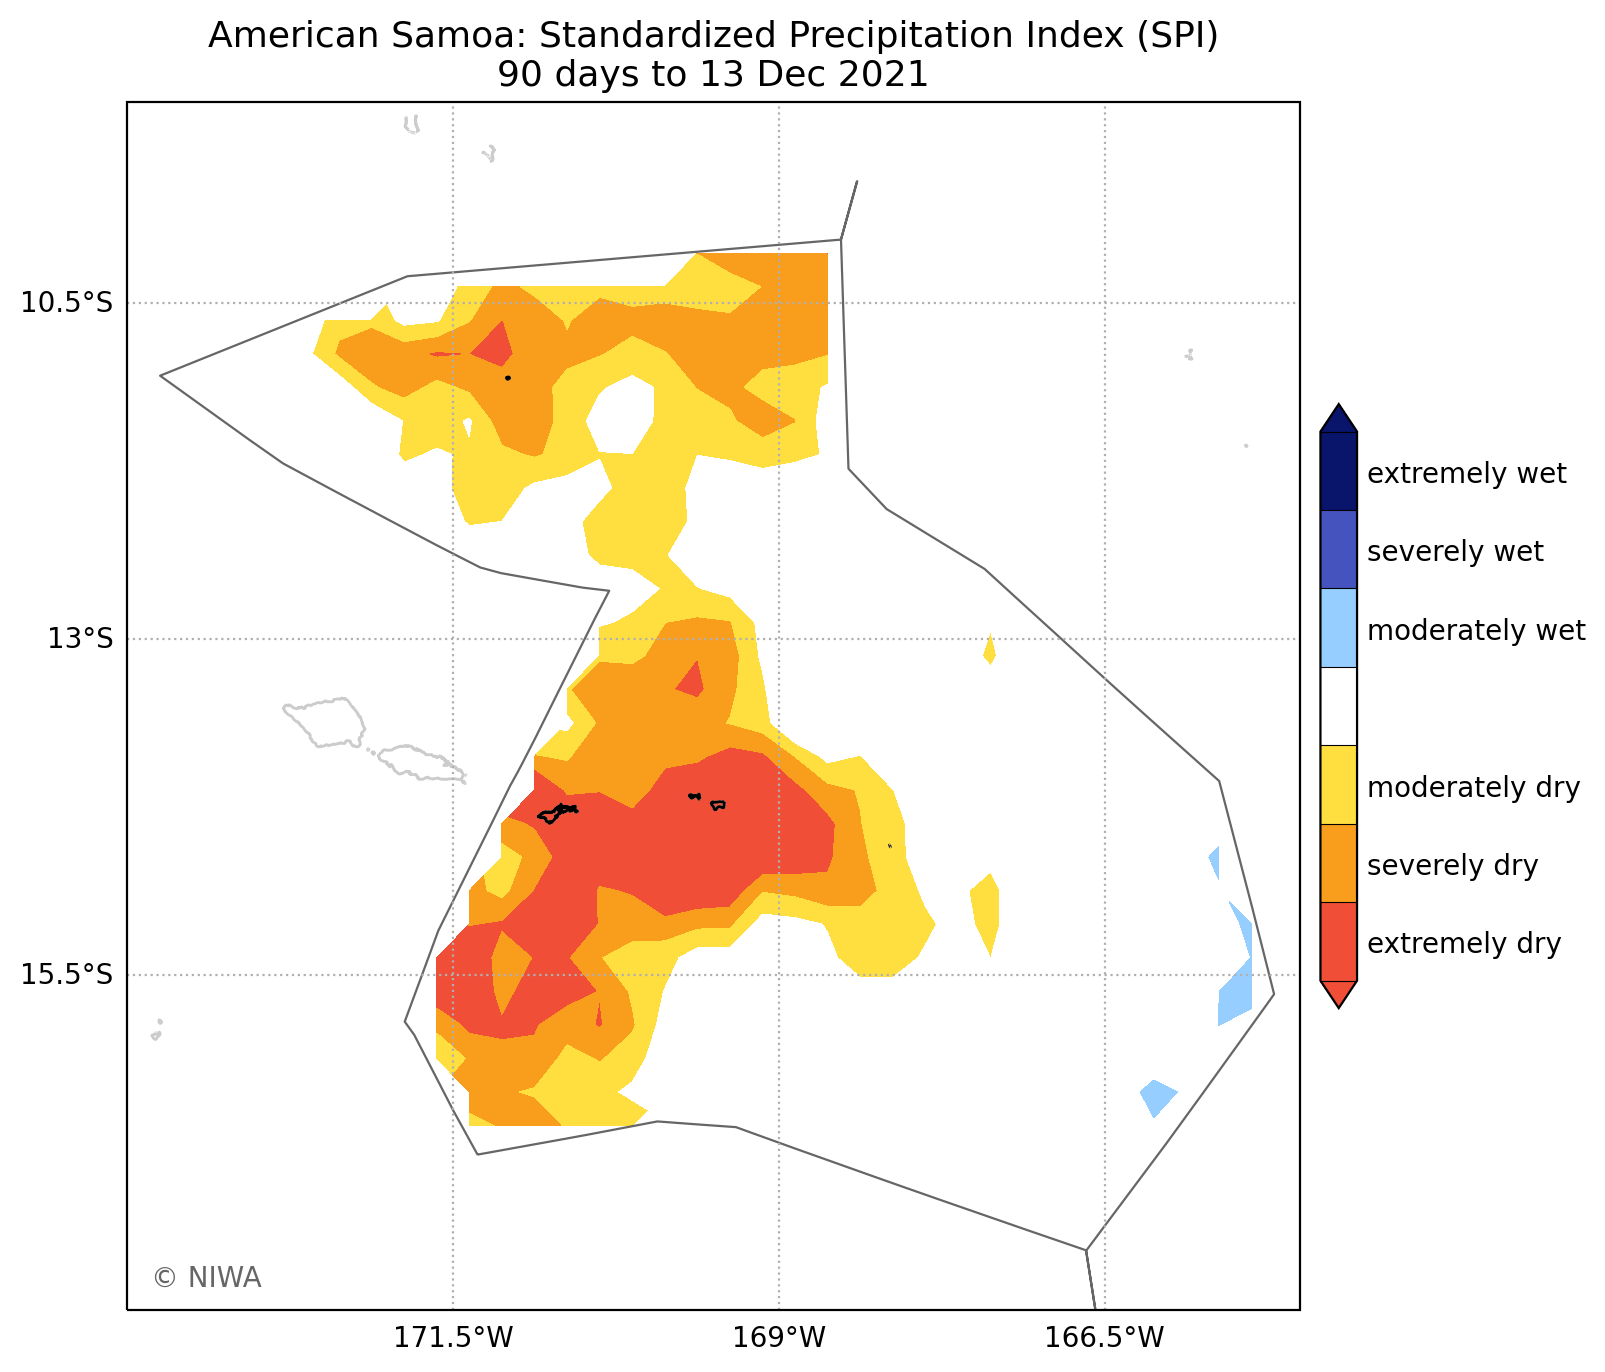 American Samoa: Standardized Precipitation Index (SPI)
90 days to 13 Dec 2021
10.5°S
13°S
15.5°S
171.5°W
169°W
166.5°W
extremely wet
severely wet
moderately wet
moderately dry
severely dry
extremely dry
© NIWA